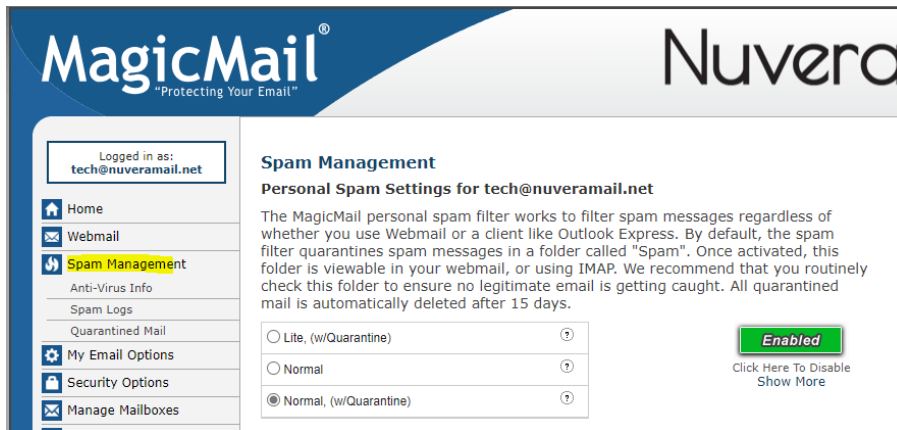 MagicMail®
"Protecting Your Email"
Nuvera
Logged in as:
tech@nuveramail.net
Home
Webmail
Spam Management
Anti-Virus Info
Spam Logs
Quarantined Mail
My Email Options
Security Options
Manage Mailboxes
Spam Management
Personal Spam Settings for tech@nuveramail.net
The MagicMail personal spam filter works to filter spam messages regardless of
whether you use Webmail or a client like Outlook Express. By default, the spam
filter quarantines spam messages in a folder called "Spam". Once activated, this
folder is viewable in your webmail, or using IMAP. We recommend that you routinely
check this folder to ensure no legitimate email is getting caught. All quarantined
mail is automatically deleted after 15 days.
Lite, (w/Quarantine) ?
Normal ?
Normal, (w/Quarantine) ?
Enabled
Click Here To Disable
Show More